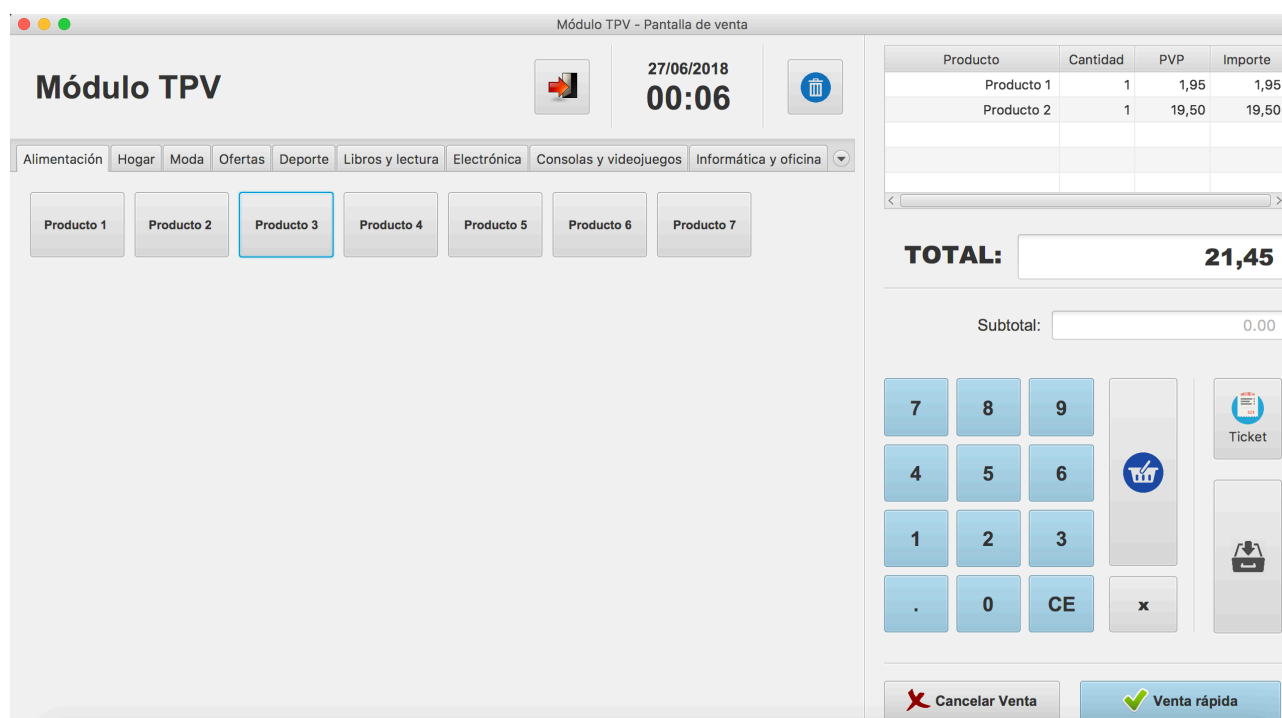 Módulo TPV - Pantalla de venta
Módulo TPV
27/06/2018
00:06
Alimentación Hogar Moda Ofertas Deporte Libros y lectura Electrónica Consolas y videojuegos Informática y oficina
Producto 1 Producto 2 Producto 3 Producto 4 Producto 5 Producto 6 Producto 7
Producto Cantidad PVP Importe
Producto 1 1 1,95 1,95
Producto 2 1 19,50 19,50
TOTAL: 21,45
Subtotal: 0.00
7 8 9
Ticket
4 5 6
1 2 3
. 0 CE x
Cancelar Venta Venta rápida